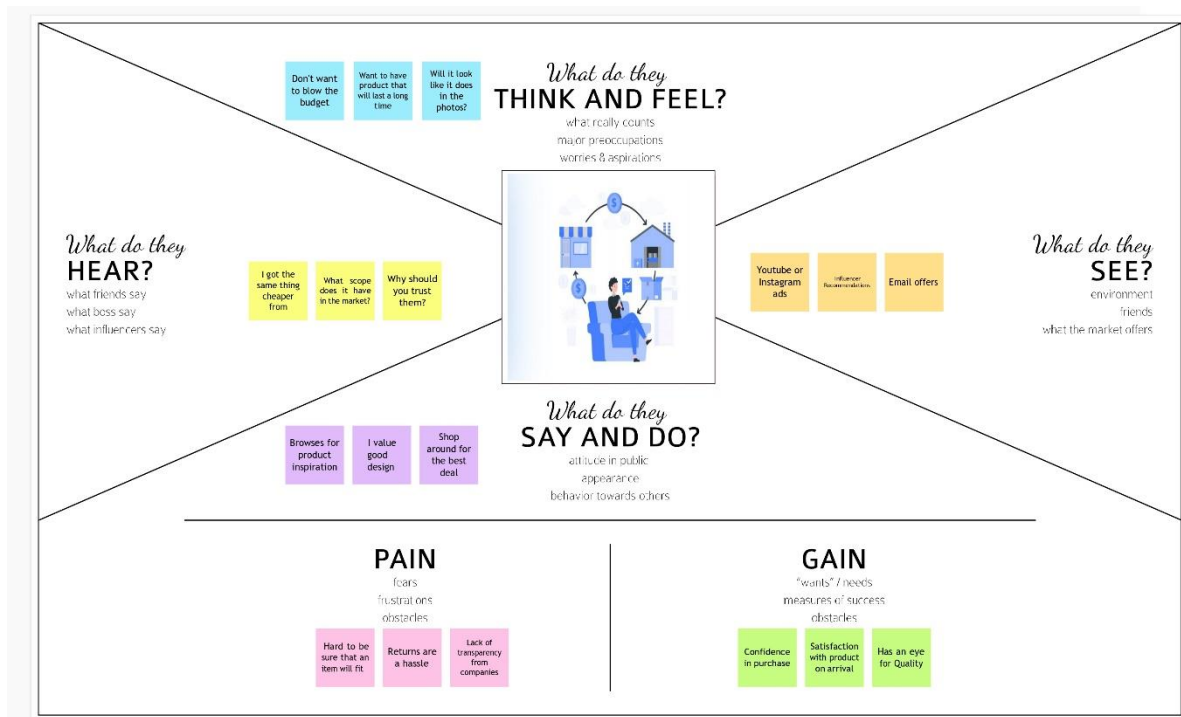 Don't want
to blow the
budget
Want to have
product that
will last a long
time
Will it look
like it does
in the
photos?
What do they
THINK AND FEEL?
what really counts
major preoccupations
worries & aspirations
What do they
HEAR?
what friends say
what boss say
what influencers say
I got the
same thing
cheaper
from
What scope
does it have
in the market?
Why should
you trust
them?
$
$
Youtube or
Instagram
ads
Influencer
Recommendations
Email offers
What do they
SEE?
environment
friends
what the market offers
What do they
SAY AND DO?
attitude in public
appearance
behavior towards others
Browses for
product
inspiration
I value
good
design
Shop
around for
the best
deal
PAIN
fears
frustrations
obstacles
Hard to be
sure that an
item will fit
Returns are
a hassle
Lack of
transparency
from
companies
GAIN
"wants" / needs
measures of success
obstacles
Confidence
in purchase
Satisfaction
with product
on arrival
Has an eye
for Quality